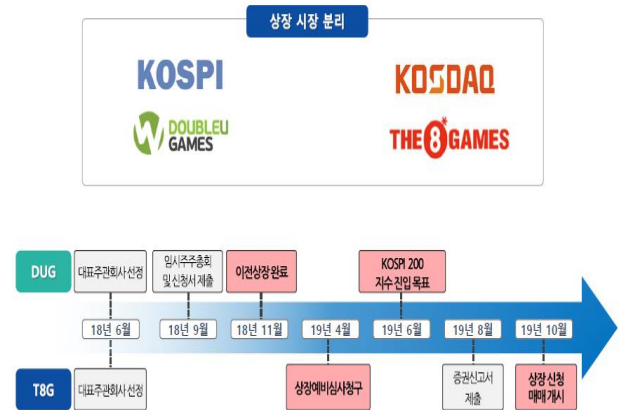 상장 시장 분리
KOSPI
KOSDAQ
DOUBLEU
GAMES
THE 8 GAMES
DUG
대표주관회사 선정
임시주주총회
및 신청서 제출
이전상장 완료
KOSPI 200
지수 진입 목표
18년 6월
18년 9월
18년 11월
19년 4월
19년 6월
19년 8월
19년 10월
T8G
대표주관회사 선정
상장예비심사청구
증권신고서
제출
상장 신청
매매 개시